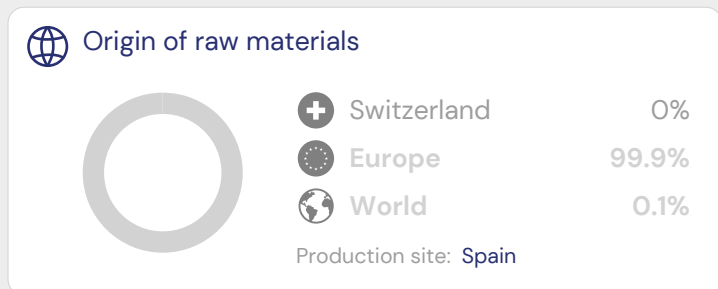 Origin of raw materials
Switzerland 0%
Europe 99.9%
World 0.1%
Production site: Spain